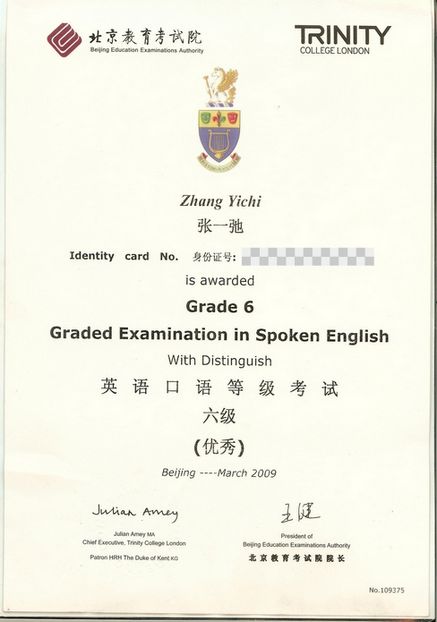 北京教育考试院
Beijing Education Examinations Authority
TRINITY
COLLEGE LONDON
Zhang Yichi
张一弛
Identity card No. 身份证号:
is awarded
Grade 6
Graded Examination in Spoken English
With Distinguish
英语口语等级考试
六级
(优秀)
Beijing ----March 2009
Julian Amey
王健
Julian Amey MA
Chief Executive, Trinity College London
Patron HRH The Duke of Kent KG
President of
Beijing Education Examinations Authority
北京教育考试院院长
No.109375